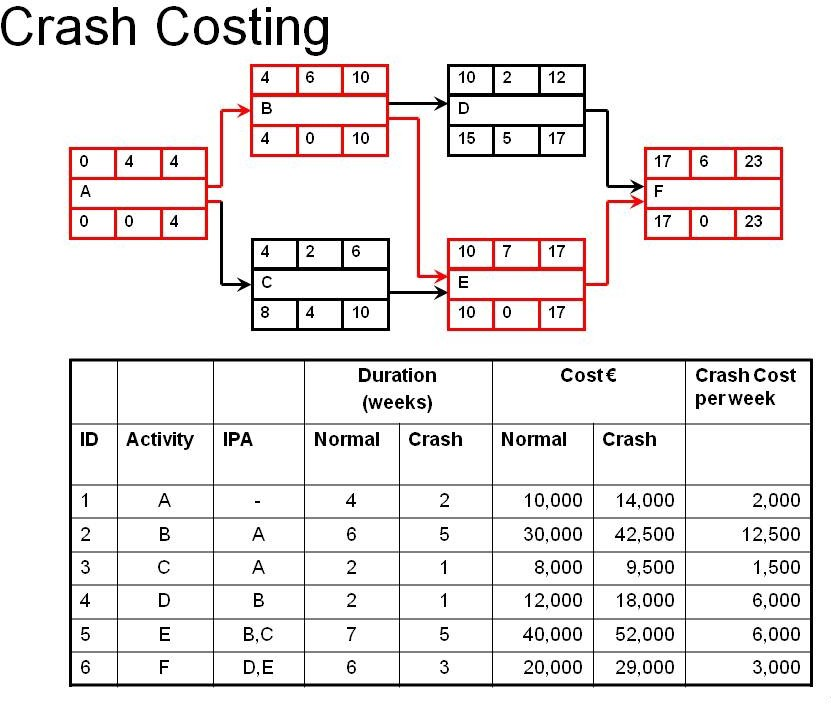 Crash Costing
4 6 10
B
4 0 10
10 2 12
D
15 5 17
0 4 4
A
0 0 4
17 6 23
F
17 0 23
4 2 6
C
8 4 10
10 7 17
E
10 0 17
Duration (weeks) Cost € Crash Cost per week
ID Activity IPA Normal Crash Normal Crash
1 A - 4 2 10,000 14,000 2,000
2 B A 6 5 30,000 42,500 12,500
3 C A 2 1 8,000 9,500 1,500
4 D B 2 1 12,000 18,000 6,000
5 E B,C 7 5 40,000 52,000 6,000
6 F D,E 6 3 20,000 29,000 3,000